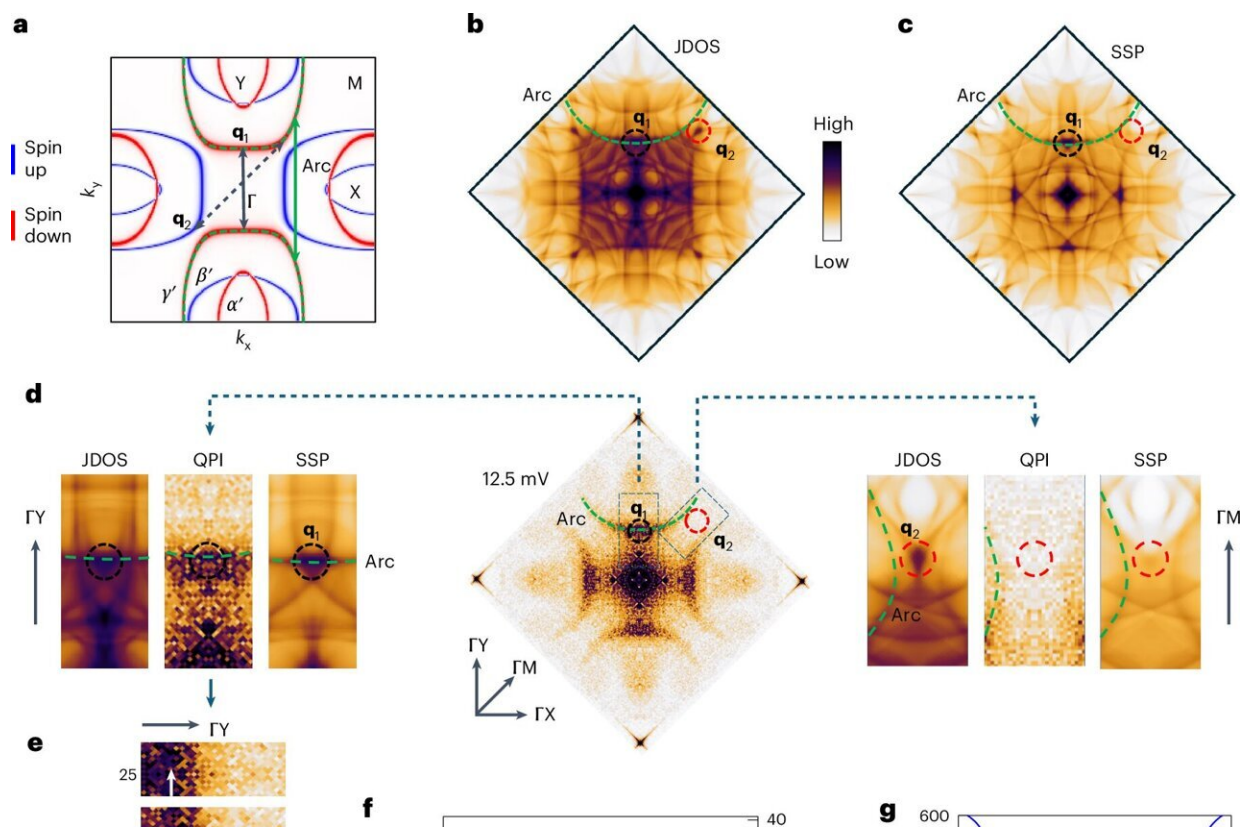 a
b
c
JDOS
SSP
Y
M
Arc
Arc
q1
q1
q1
High
Spin up
Arc
q2
q2
ky
Γ
X
q2
Spin down
Low
β′
γ′
α′
kx
d
JDOS
QPI
SSP
12.5 mV
JDOS
QPI
SSP
ΓY
q1
Arc
Arc
q1
q2
q2
ΓM
Arc
ΓY
ΓM
ΓX
ΓY
e
25
f
40
g
600